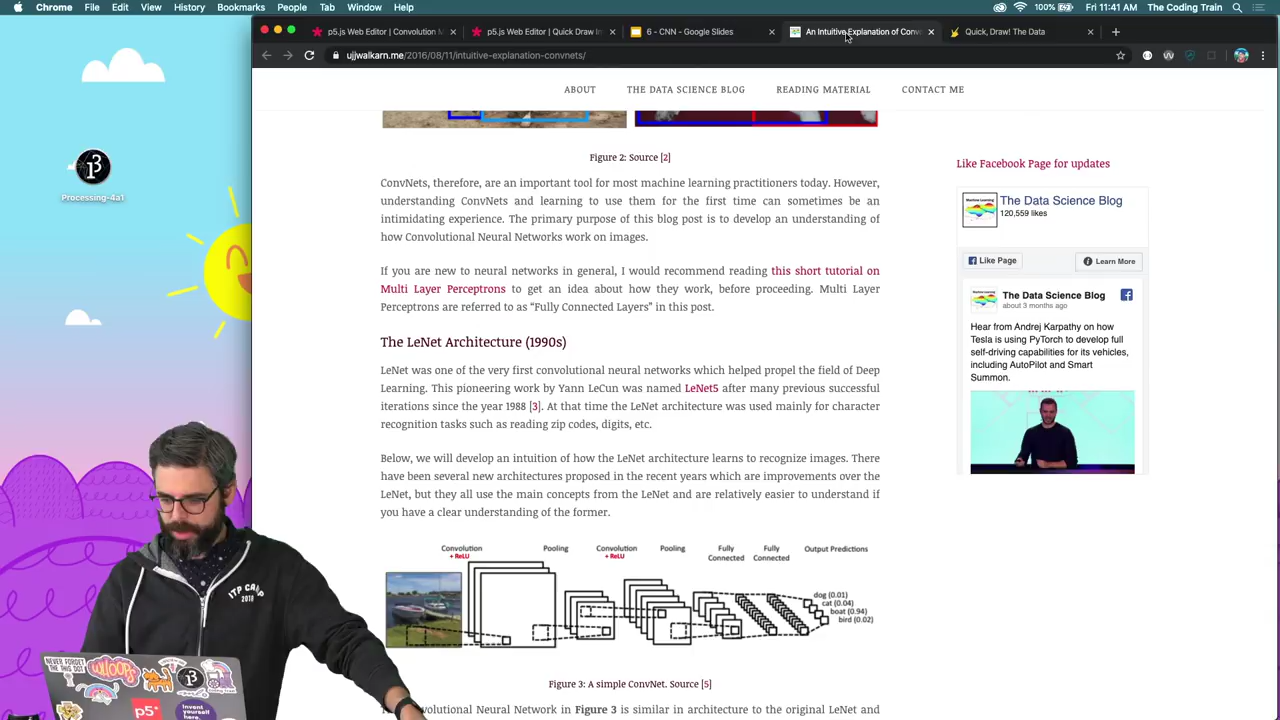 Chrome File Edit View History Bookmarks People Tab Window Help
100% Fri 11:41 AM The Coding Train
p5.js Web Editor | Convolution M
p5.js Web Editor | Quick Draw In
6 - CNN - Google Slides
An Intuitive Explanation of Conv
Quick, Draw! The Data
ujjwalkarn.me/2016/08/11/intuitive-explanation-convnets/
ABOUT THE DATA SCIENCE BLOG READING MATERIAL CONTACT ME
Processing-4a1
Figure 2: Source [2]
ConvNets, therefore, are an important tool for most machine learning practitioners today. However,
understanding ConvNets and learning to use them for the first time can sometimes be an
intimidating experience. The primary purpose of this blog post is to develop an understanding of
how Convolutional Neural Networks work on images.
If you are new to neural networks in general, I would recommend reading this short tutorial on
Multi Layer Perceptrons to get an idea about how they work, before proceeding. Multi Layer
Perceptrons are referred to as “Fully Connected Layers” in this post.
The LeNet Architecture (1990s)
LeNet was one of the very first convolutional neural networks which helped propel the field of Deep
Learning. This pioneering work by Yann LeCun was named LeNet5 after many previous successful
iterations since the year 1988 [3]. At that time the LeNet architecture was used mainly for character
recognition tasks such as reading zip codes, digits, etc.
Below, we will develop an intuition of how the LeNet architecture learns to recognize images. There
have been several new architectures proposed in the recent years which are improvements over the
LeNet, but they all use the main concepts from the LeNet and are relatively easier to understand if
you have a clear understanding of the former.
Convolution Pooling Convolution Pooling Fully Fully Output Predictions
+ ReLU + ReLU Connected Connected
dog (0.01)
cat (0.04)
boat (0.94)
bird (0.02)
Figure 3: A simple ConvNet. Source [5]
volutional Neural Network in Figure 3 is similar in architecture to the original LeNet and
Like Facebook Page for updates
The Data Science Blog
120,559 likes
Like Page
Learn More
The Data Science Blog
about 3 months ago
Hear from Andrej Karpathy on how
Tesla is using PyTorch to develop full
self-driving capabilities for its vehicles,
including AutoPilot and Smart
Summon.
ITP CAMP
2018
NEVER FORGET
THE THIS DOT
WHOOPS
p5*
Invent
yourself
here.